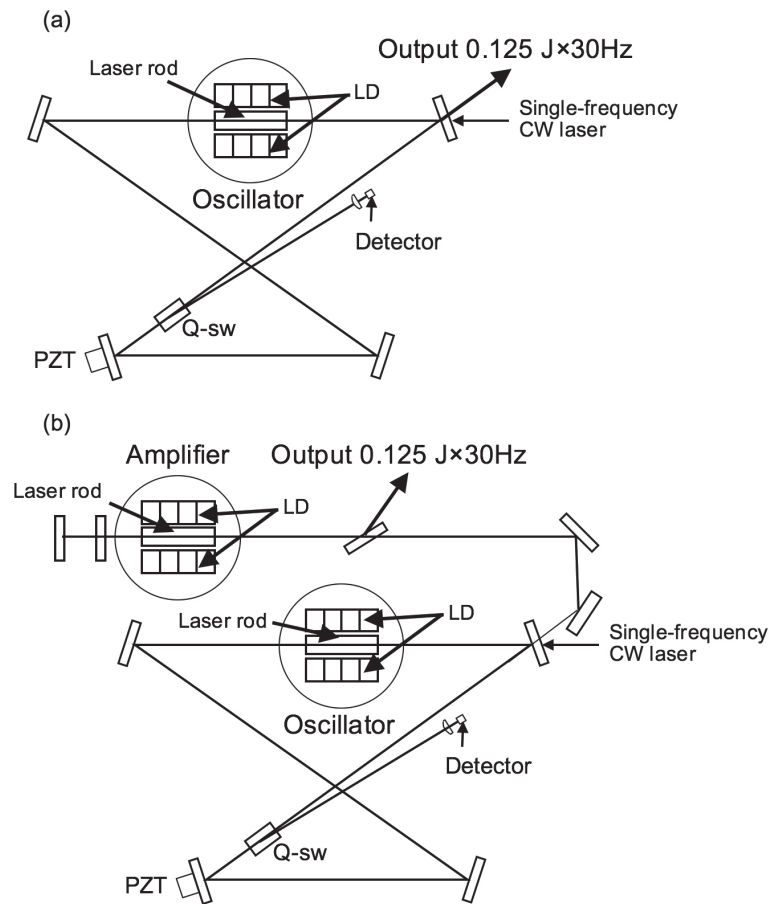 (a)
Output 0.125 J×30Hz
Laser rod
LD
Single-frequency
CW laser
Oscillator
Detector
Q-sw
PZT
(b)
Amplifier
Output 0.125 J×30Hz
Laser rod
LD
Laser rod
LD
Single-frequency
CW laser
Oscillator
Detector
Q-sw
PZT